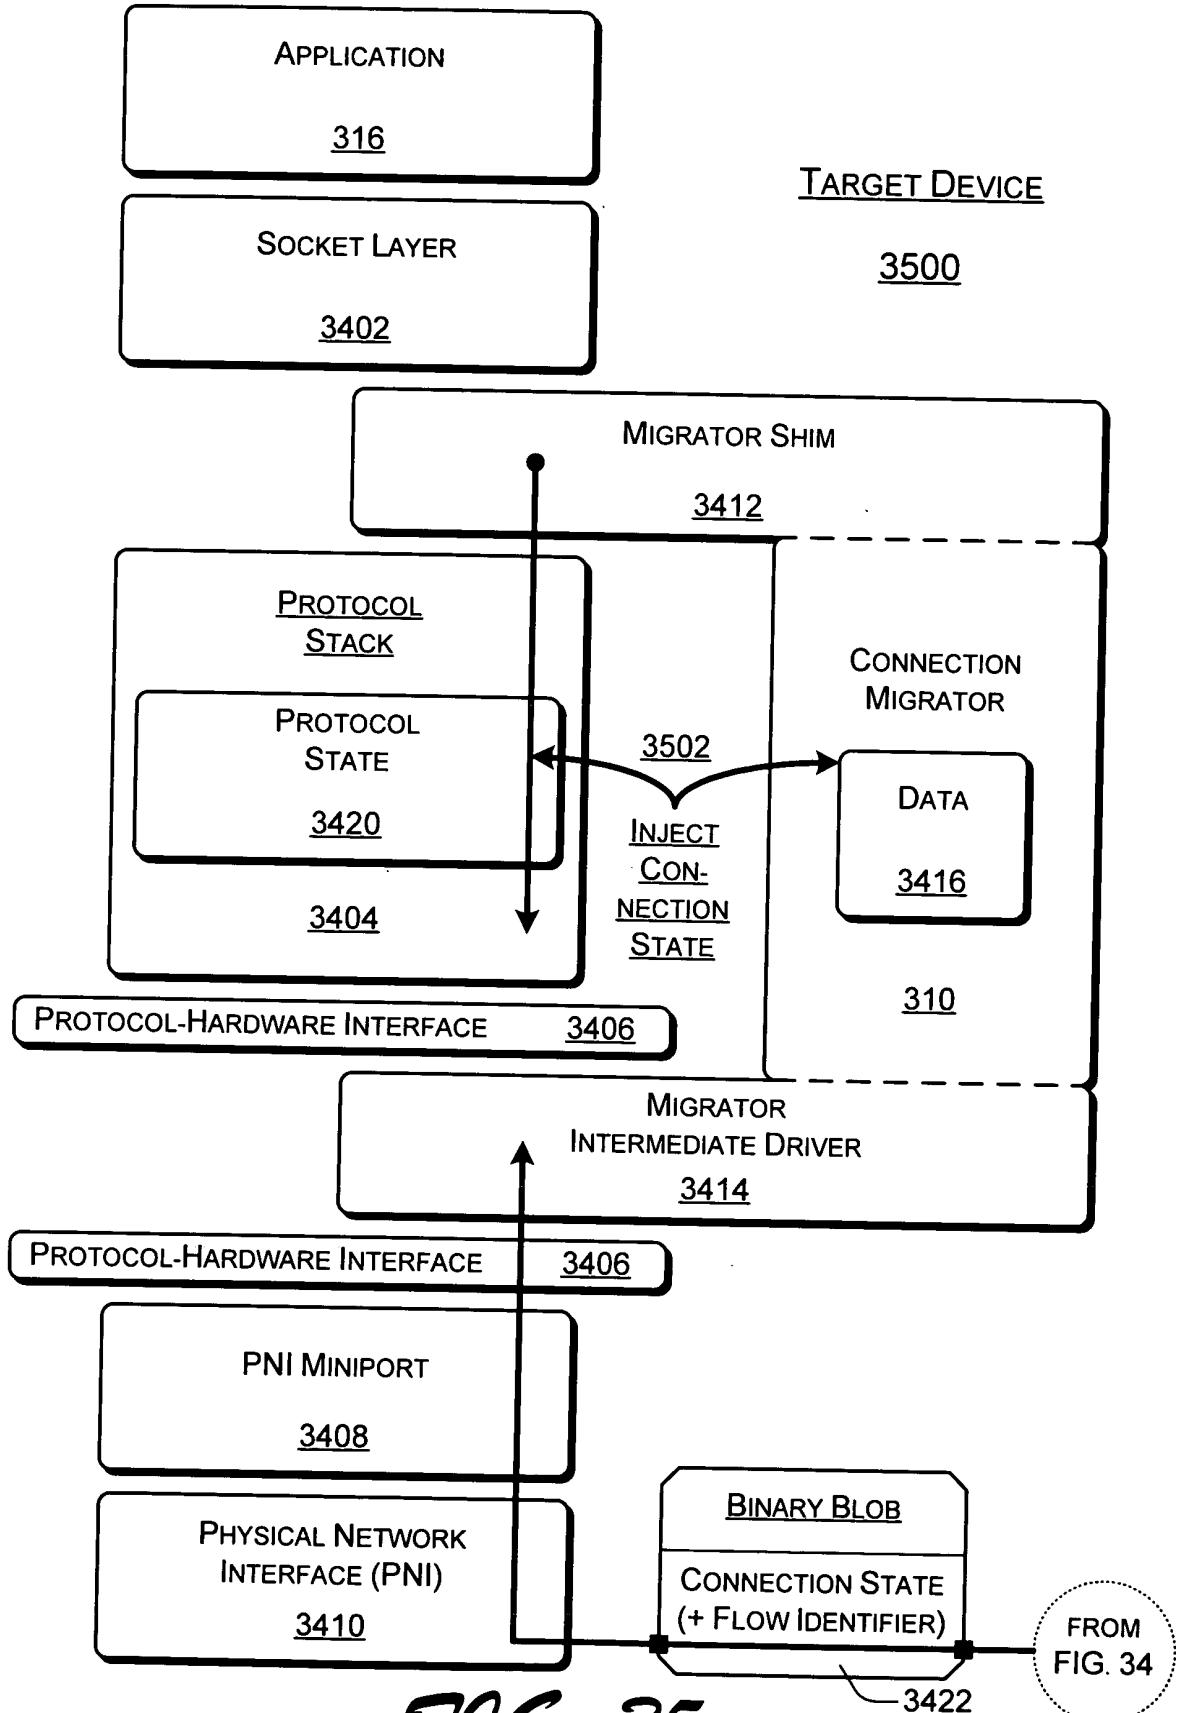 APPLICATION
316
TARGET DEVICE
3500
SOCKET LAYER
3402
MIGRATOR SHIM
3412
PROTOCOL
STACK
PROTOCOL
STATE
3420
3404
3502
INJECT
CON-
NECTION
STATE
CONNECTION
MIGRATOR
DATA
3416
310
PROTOCOL-HARDWARE INTERFACE 3406
MIGRATOR
INTERMEDIATE DRIVER
3414
PROTOCOL-HARDWARE INTERFACE 3406
PNI MINIPORT
3408
PHYSICAL NETWORK
INTERFACE (PNI)
3410
BINARY BLOB
CONNECTION STATE
(+ FLOW IDENTIFIER)
3422
FROM
FIG. 34
FIG. 35